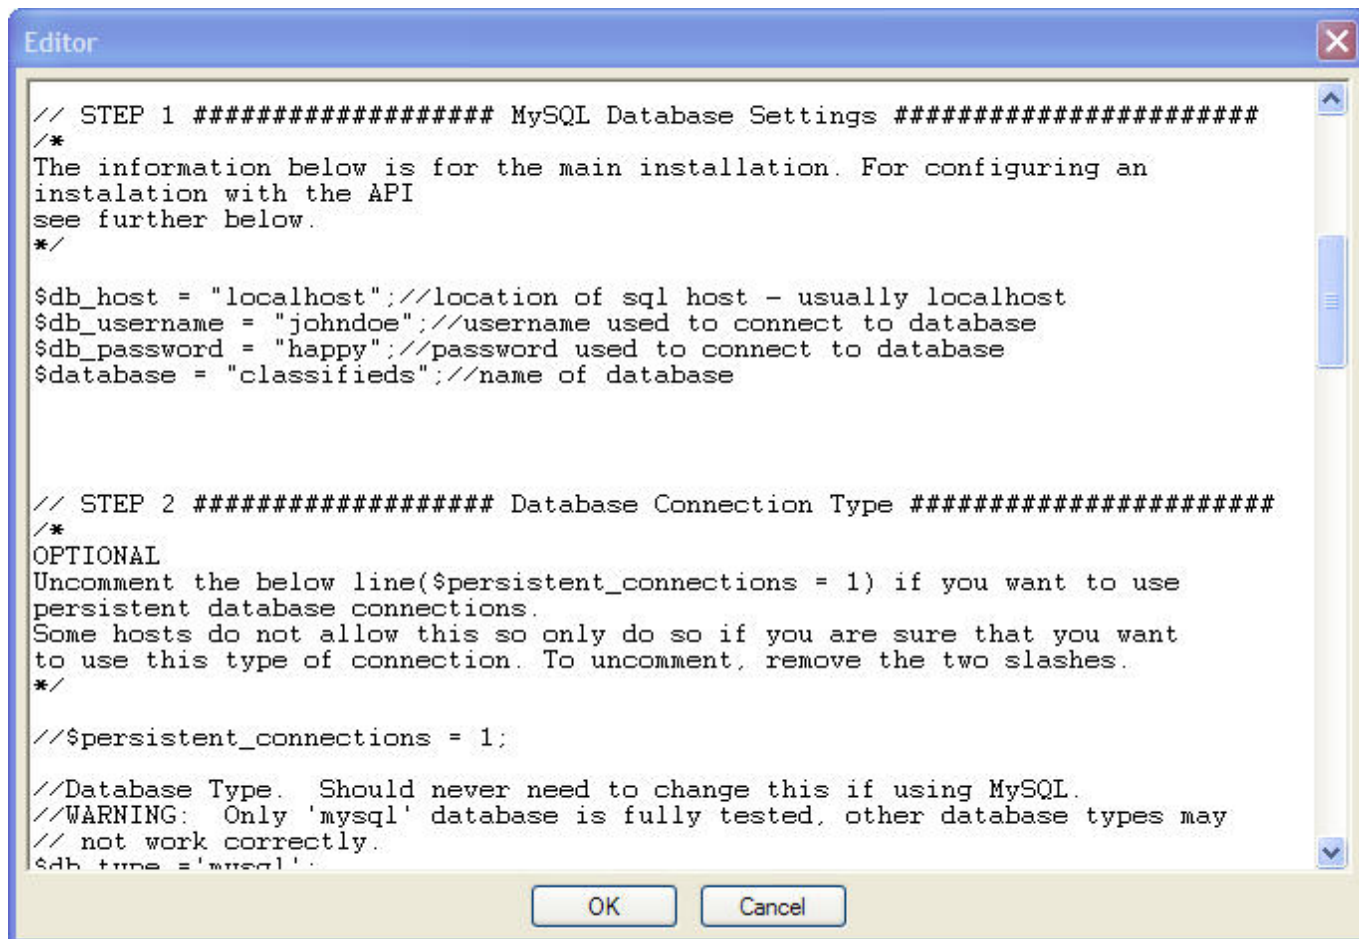 Editor
// STEP 1 ################### MySQL Database Settings #######################
/*
The information below is for the main installation. For configuring an
instalation with the API
see further below.
*/
$db_host = "localhost";//location of sql host - usually localhost
$db_username = "johndoe";//username used to connect to database
$db_password = "happy";//password used to connect to database
$database = "classifieds";//name of database
// STEP 2 ################### Database Connection Type #######################
/*
OPTIONAL
Uncomment the below line($persistent_connections = 1) if you want to use
persistent database connections.
Some hosts do not allow this so only do so if you are sure that you want
to use this type of connection. To uncomment, remove the two slashes.
*/
//$persistent_connections = 1;
//Database Type.  Should never need to change this if using MySQL.
//WARNING:  Only 'mysql' database is fully tested, other database types may
// not work correctly.
$db_type ='mysql';
OK
Cancel